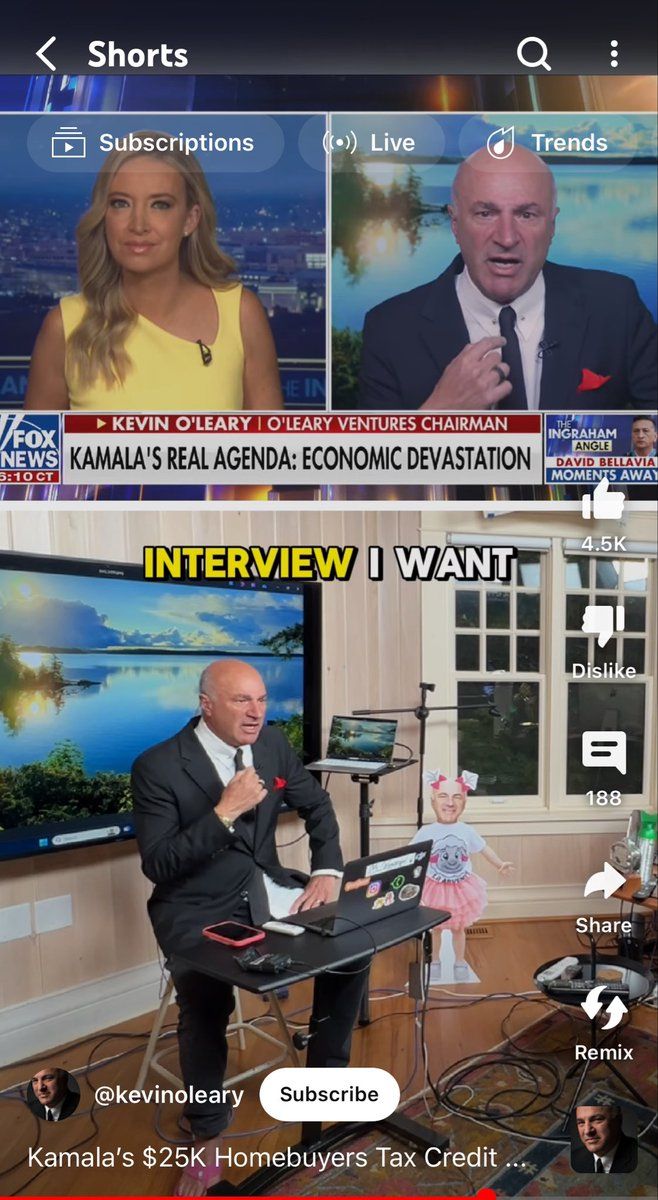 Shorts
Subscriptions
Live
Trends
KEVIN O'LEARY | O'LEARY VENTURES CHAIRMAN
KAMALA'S REAL AGENDA: ECONOMIC DEVASTATION
FOX
NEWS
6:10 CT
THE
INGRAHAM
ANGLE
DAVID BELLAVIA
MOMENTS AWAY
INTERVIEW I WANT
4.5K
Dislike
188
Share
Remix
@kevinoleary
Subscribe
Kamala's $25K Homebuyers Tax Credit ...